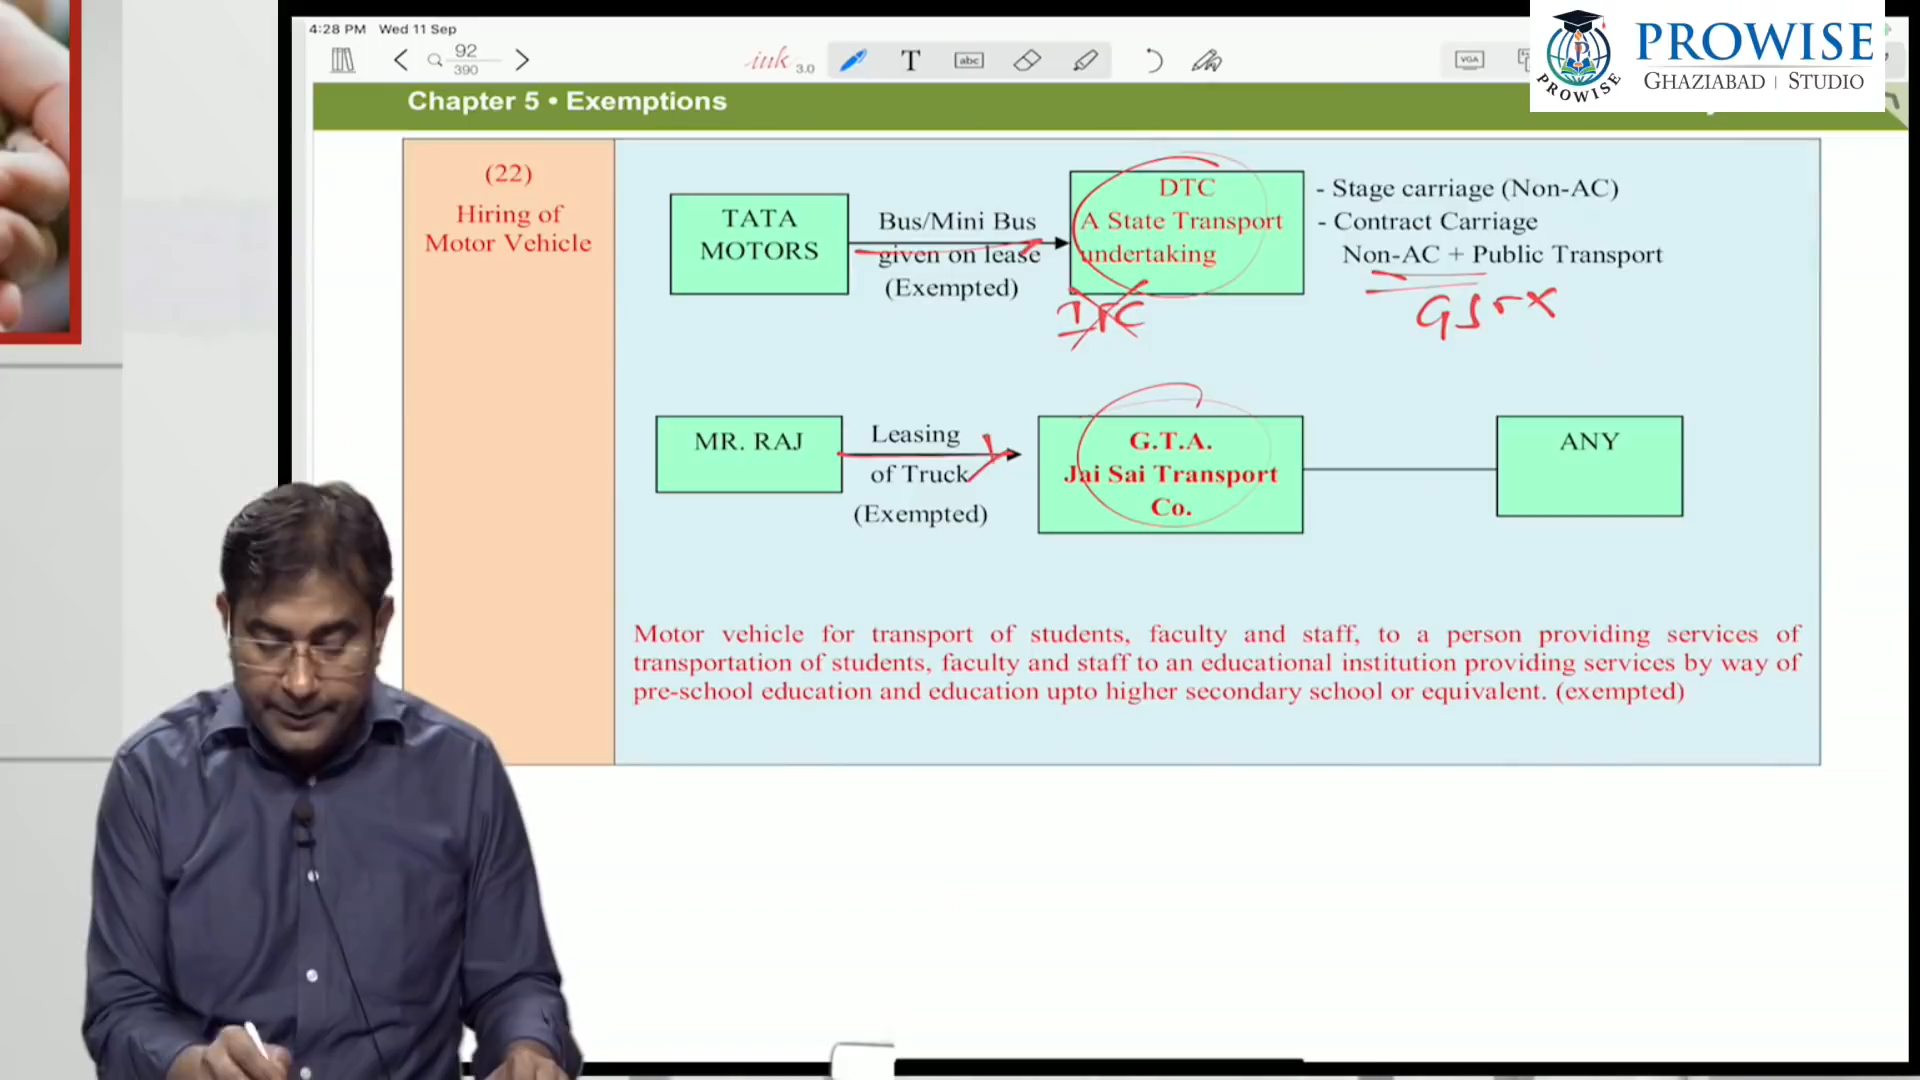 4:28 PM Wed 11 Sep
92
390
ink 3.0
T
abc
VGA
PROWISE
GHAZIABAD | STUDIO
PROWISE
Chapter 5 • Exemptions
(22)
Hiring of
Motor Vehicle
TATA
MOTORS
Bus/Mini Bus
given on lease
(Exempted)
DTC
A State Transport
undertaking
DTC
- Stage carriage (Non-AC)
- Contract Carriage
Non-AC + Public Transport
GST X
MR. RAJ
Leasing
of Truck
(Exempted)
G.T.A.
Jai Sai Transport
Co.
ANY
Motor vehicle for transport of students, faculty and staff, to a person providing services of
transportation of students, faculty and staff to an educational institution providing services by way of
pre-school education and education upto higher secondary school or equivalent. (exempted)